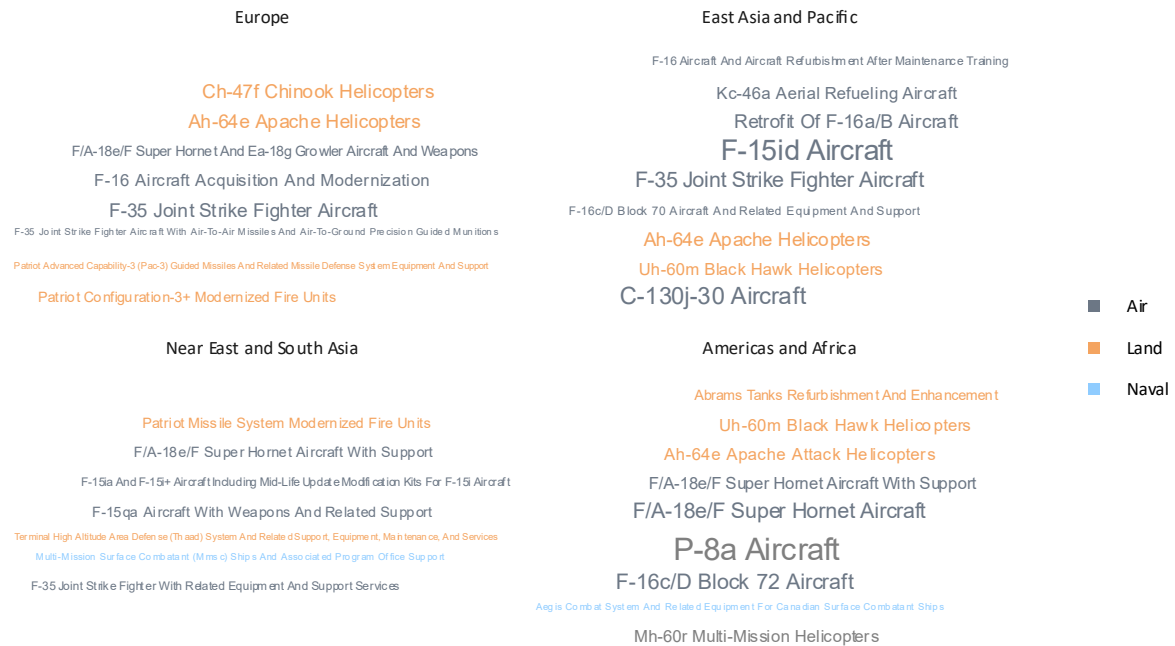 Europe
Ch-47f Chinook Helicopters
Ah-64e Apache Helicopters
F/A-18e/F Super Hornet And Ea-18g Growler Aircraft And Weapons
F-16 Aircraft Acquisition And Modernization
F-35 Joint Strike Fighter Aircraft
F-35 Joint Strike Fighter Aircraft With Air-To-Air Missiles And Air-To-Ground Precision Guided Munitions
Patriot Advanced Capability-3 (Pac-3) Guided Missiles And Related Missile Defense System Equipment And Support
Patriot Configuration-3+ Modernized Fire Units
East Asia and Pacific
F-16 Aircraft And Aircraft Refurbishment After Maintenance Training
Kc-46a Aerial Refueling Aircraft
Retrofit Of F-16a/B Aircraft
F-15id Aircraft
F-35 Joint Strike Fighter Aircraft
F-16c/D Block 70 Aircraft And Related Equipment And Support
Ah-64e Apache Helicopters
Uh-60m Black Hawk Helicopters
C-130j-30 Aircraft
Near East and South Asia
Patriot Missile System Modernized Fire Units
F/A-18e/F Super Hornet Aircraft With Support
F-15ia And F-15i+ Aircraft Including Mid-Life Update Modification Kits For F-15i Aircraft
F-15qa Aircraft With Weapons And Related Support
Terminal High Altitude Area Defense (Thaad) System And Related Support, Equipment, Maintenance, And Services
Multi-Mission Surface Combatant (Mmsc) Ships And Associated Program Office Support
F-35 Joint Strike Fighter With Related Equipment And Support Services
Americas and Africa
Abrams Tanks Refurbishment And Enhancement
Uh-60m Black Hawk Helicopters
Ah-64e Apache Attack Helicopters
F/A-18e/F Super Hornet Aircraft With Support
F/A-18e/F Super Hornet Aircraft
P-8a Aircraft
F-16c/D Block 72 Aircraft
Aegis Combat System And Related Equipment For Canadian Surface Combatant Ships
Mh-60r Multi-Mission Helicopters
Air
Land
Naval